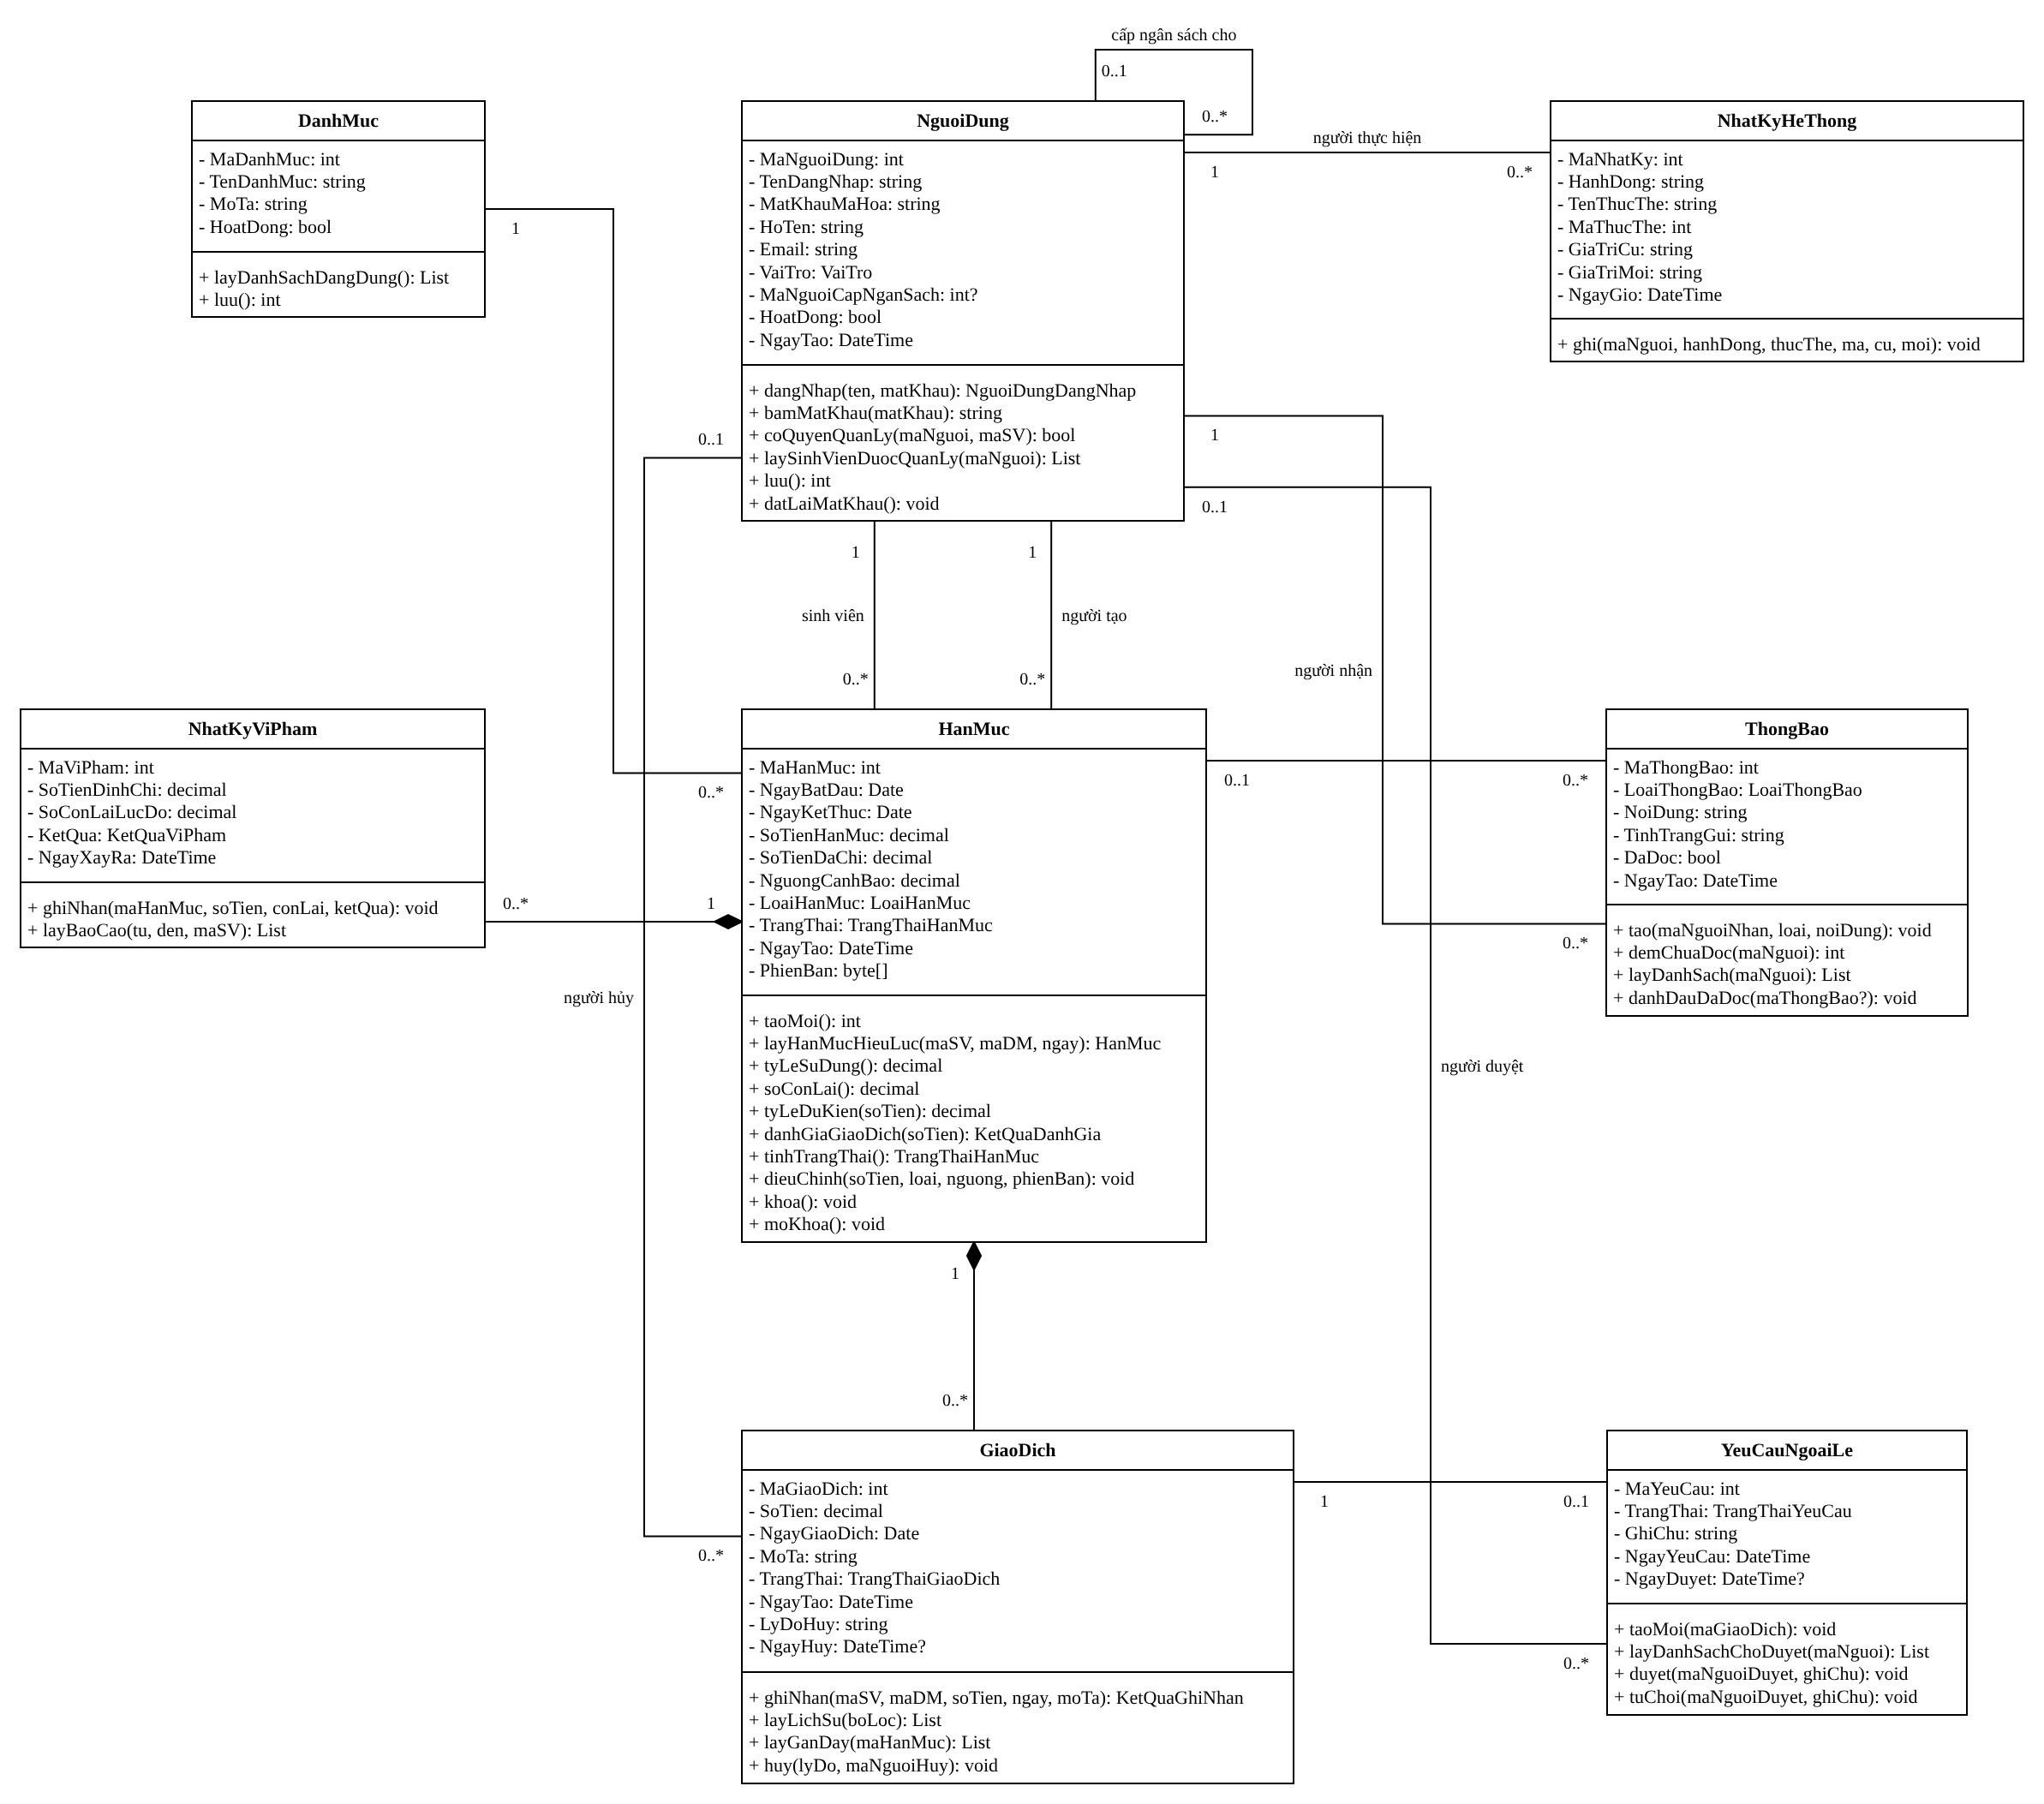 cấp ngân sách cho
0..1
0..*
DanhMuc
- MaDanhMuc: int
- TenDanhMuc: string
- MoTa: string
- HoatDong: bool
+ layDanhSachDangDung(): List
+ luu(): int
1
NguoiDung
- MaNguoiDung: int
- TenDangNhap: string
- MatKhauMaHoa: string
- HoTen: string
- Email: string
- VaiTro: VaiTro
- MaNguoiCapNganSach: int?
- HoatDong: bool
- NgayTao: DateTime
+ dangNhap(ten, matKhau): NguoiDungDangNhap
+ bamMatKhau(matKhau): string
+ coQuyenQuanLy(maNguoi, maSV): bool
+ laySinhVienDuocQuanLy(maNguoi): List
+ luu(): int
+ datLaiMatKhau(): void
người thực hiện
1
0..*
NhatKyHeThong
- MaNhatKy: int
- HanhDong: string
- TenThucThe: string
- MaThucThe: int
- GiaTriCu: string
- GiaTriMoi: string
- NgayGio: DateTime
+ ghi(maNguoi, hanhDong, thucThe, ma, cu, moi): void
0..1
1
0..1
1
1
sinh viên
người tạo
0..*
0..*
người nhận
NhatKyViPham
- MaViPham: int
- SoTienDinhChi: decimal
- SoConLaiLucDo: decimal
- KetQua: KetQuaViPham
- NgayXayRa: DateTime
+ ghiNhan(maHanMuc, soTien, conLai, ketQua): void
+ layBaoCao(tu, den, maSV): List
0..*
0..*
1
người hủy
HanMuc
- MaHanMuc: int
- NgayBatDau: Date
- NgayKetThuc: Date
- SoTienHanMuc: decimal
- SoTienDaChi: decimal
- NguongCanhBao: decimal
- LoaiHanMuc: LoaiHanMuc
- TrangThai: TrangThaiHanMuc
- NgayTao: DateTime
- PhienBan: byte[]
+ taoMoi(): int
+ layHanMucHieuLuc(maSV, maDM, ngay): HanMuc
+ tyLeSuDung(): decimal
+ soConLai(): decimal
+ tyLeDuKien(soTien): decimal
+ danhGiaGiaoDich(soTien): KetQuaDanhGia
+ tinhTrangThai(): TrangThaiHanMuc
+ dieuChinh(soTien, loai, nguong, phienBan): void
+ khoa(): void
+ moKhoa(): void
0..1
0..*
ThongBao
- MaThongBao: int
- LoaiThongBao: LoaiThongBao
- NoiDung: string
- TinhTrangGui: string
- DaDoc: bool
- NgayTao: DateTime
+ tao(maNguoiNhan, loai, noiDung): void
+ demChuaDoc(maNguoi): int
+ layDanhSach(maNguoi): List
+ danhDauDaDoc(maThongBao?): void
0..*
người duyệt
1
0..*
GiaoDich
- MaGiaoDich: int
- SoTien: decimal
- NgayGiaoDich: Date
- MoTa: string
- TrangThai: TrangThaiGiaoDich
- NgayTao: DateTime
- LyDoHuy: string
- NgayHuy: DateTime?
+ ghiNhan(maSV, maDM, soTien, ngay, moTa): KetQuaGhiNhan
+ layLichSu(boLoc): List
+ layGanDay(maHanMuc): List
+ huy(lyDo, maNguoiHuy): void
0..*
1
0..1
YeuCauNgoaiLe
- MaYeuCau: int
- TrangThai: TrangThaiYeuCau
- GhiChu: string
- NgayYeuCau: DateTime
- NgayDuyet: DateTime?
+ taoMoi(maGiaoDich): void
+ layDanhSachChoDuyet(maNguoi): List
+ duyet(maNguoiDuyet, ghiChu): void
+ tuChoi(maNguoiDuyet, ghiChu): void
0..*